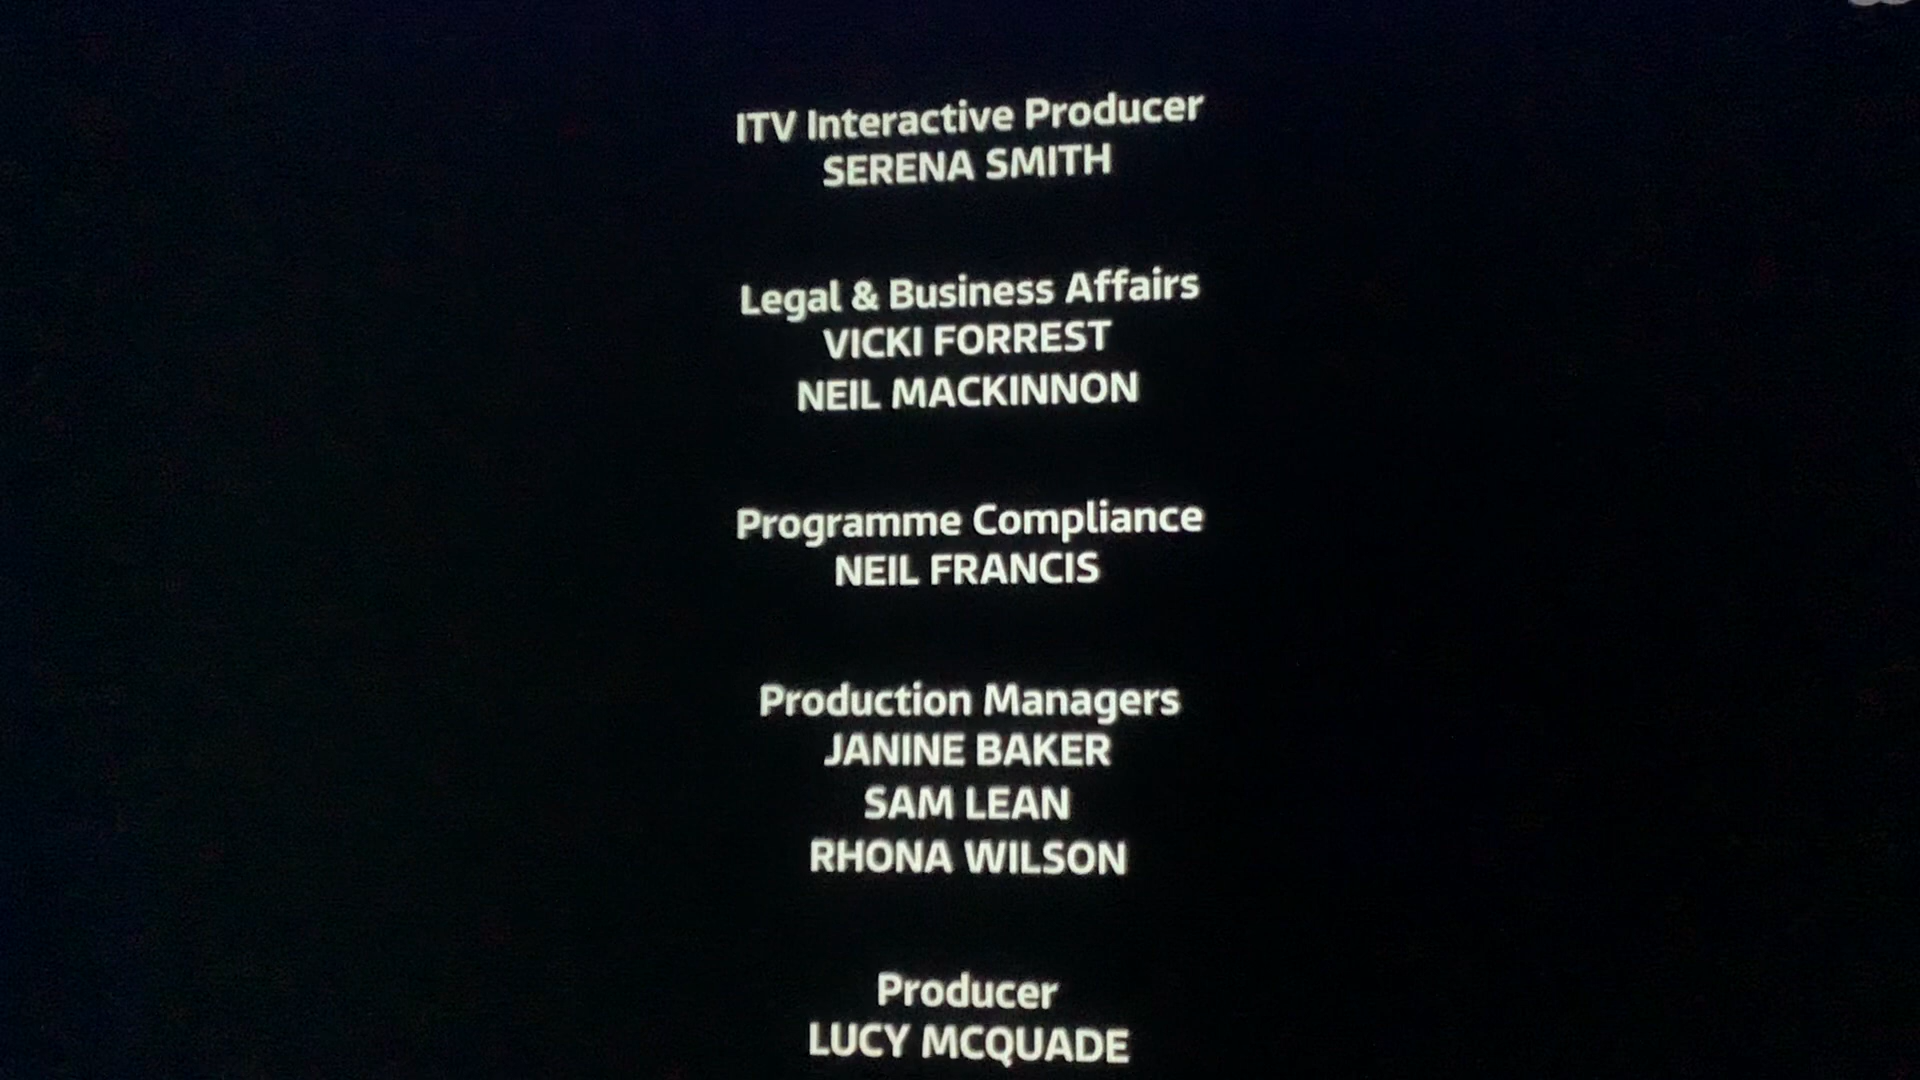 ITV Interactive Producer
SERENA SMITH
Legal & Business Affairs
VICKI FORREST
NEIL MACKINNON
Programme Compliance
NEIL FRANCIS
Production Managers
JANINE BAKER
SAM LEAN
RHONA WILSON
Producer
LUCY MCQUADE